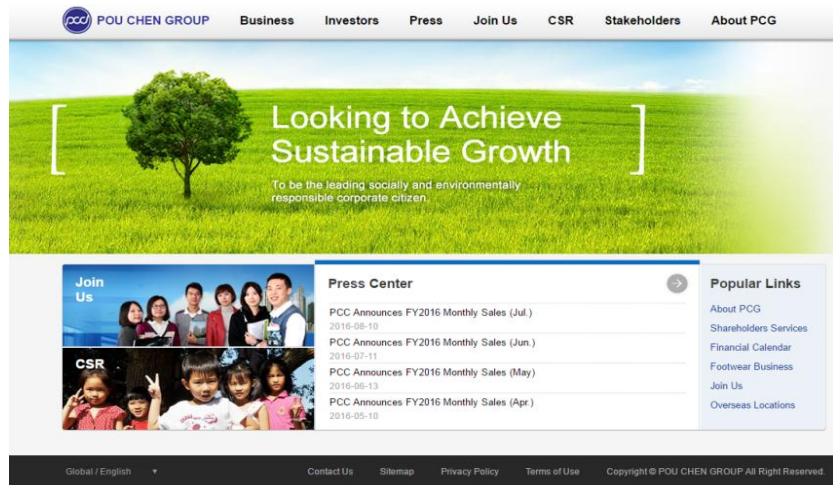 pcc POU CHEN GROUP Business Investors Press Join Us CSR Stakeholders About PCG
Looking to Achieve
Sustainable Growth
To be the leading socially and environmentally
responsible corporate citizen.
Join
Us
CSR
Press Center
PCC Announces FY2016 Monthly Sales (Jul.)
2016-08-10
PCC Announces FY2016 Monthly Sales (Jun.)
2016-07-11
PCC Announces FY2016 Monthly Sales (May)
2016-06-13
PCC Announces FY2016 Monthly Sales (Apr.)
2016-05-10
Popular Links
About PCG
Shareholders Services
Financial Calendar
Footwear Business
Join Us
Overseas Locations
Global / English Contact Us Sitemap Privacy Policy Terms of Use Copyright © POU CHEN GROUP All Right Reserved.